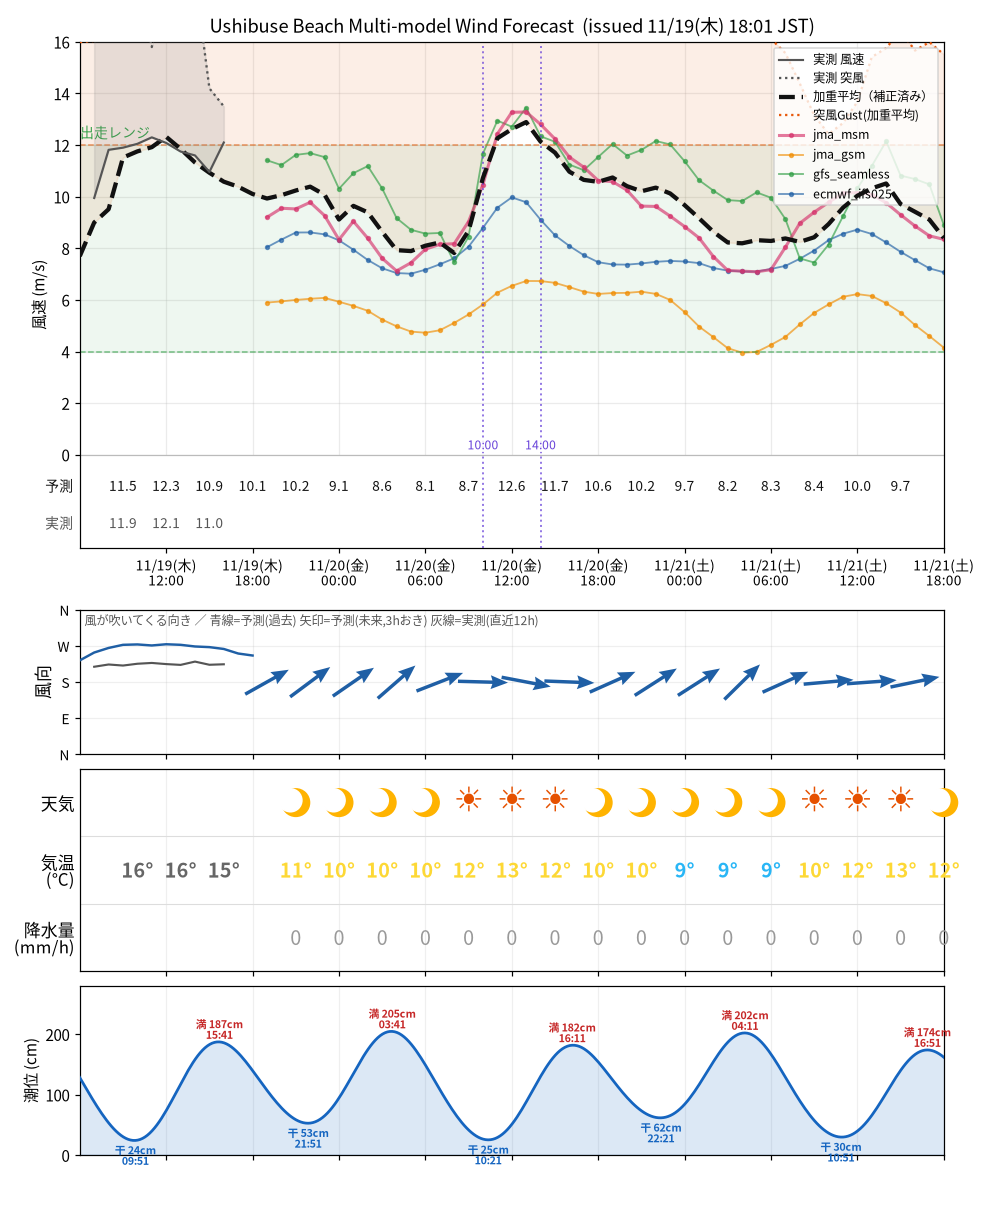 Ushibuse Beach Multi-model Wind Forecast (issued 11/19(木) 18:01 JST)
風速 (m/s)
16
14
12
10
8
6
4
2
0
出走レンジ
実測 風速
実測 突風
加重平均（補正済み）
突風Gust(加重平均)
jma_msm
jma_gsm
gfs_seamless
ecmwf_ifs025
10:00 14:00
予測 11.5 12.3 10.9 10.1 10.2 9.1 8.6 8.1 8.7 12.6 11.7 10.6 10.2 9.7 8.2 8.3 8.4 10.0 9.7
実測 11.9 12.1 11.0
11/19(木) 11/19(木) 11/20(金) 11/20(金) 11/20(金) 11/20(金) 11/21(土) 11/21(土) 11/21(土) 11/21(土)
12:00 18:00 00:00 06:00 12:00 18:00 00:00 06:00 12:00 18:00
風向
N
W
S
E
N
風が吹いてくる向き ／ 青線=予測(過去) 矢印=予測(未来,3hおき) 灰線=実測(直近12h)
天気
気温
(°C)
16° 16° 15° 11° 10° 10° 10° 12° 13° 12° 10° 10° 9° 9° 9° 10° 12° 13° 12°
降水量
(mm/h)
0 0 0 0 0 0 0 0 0 0 0 0 0 0 0 0
潮位 (cm)
200
100
0
満 187cm
15:41
満 205cm
03:41
満 182cm
16:11
満 202cm
04:11
満 174cm
16:51
干 24cm
09:51
干 53cm
21:51
干 25cm
10:21
干 62cm
22:21
干 30cm
10:51